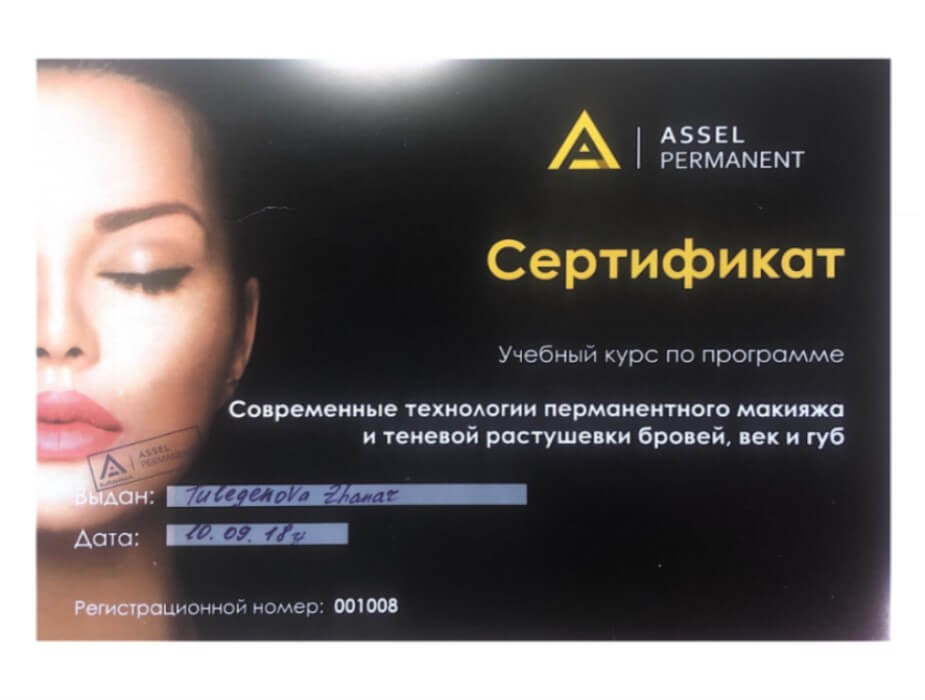 ASSEL
PERMANENT
Сертификат
Учебный курс по программе
Современные технологии перманентного макияжа
и теневой растушевки бровей, век и губ
ASSEL
PERMANENT
Выдан: Tulegenova Zhanar
Дата: 10.09.18г
Регистрационной номер: 001008